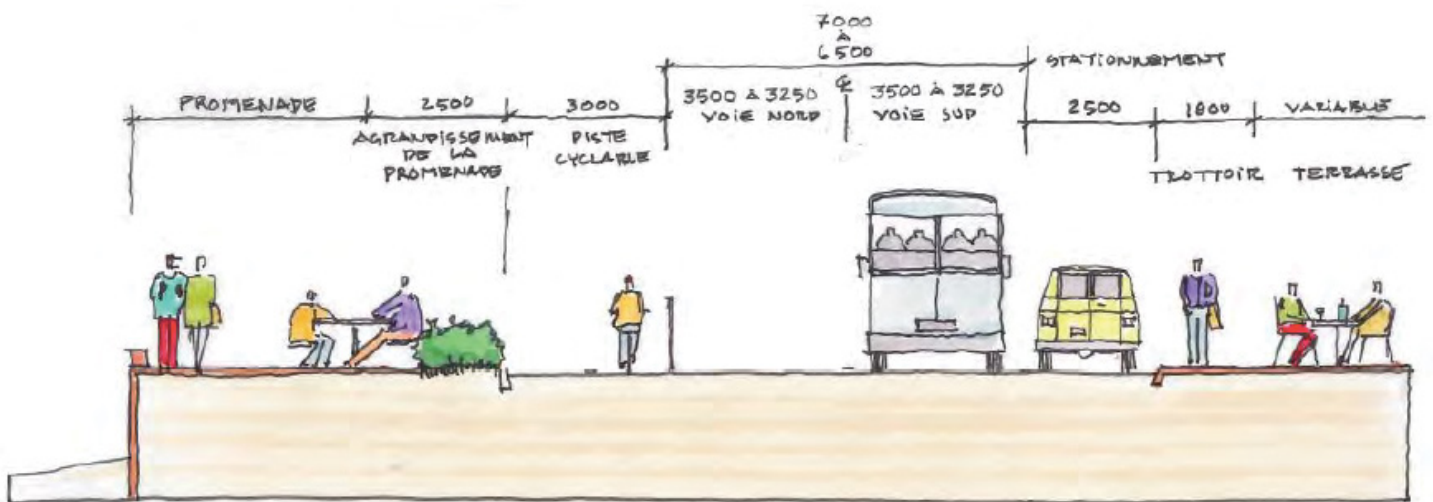 7000
À
6500
STATIONNEMENT
PROMENADE
2500
3000
3500 À 3250
VOIE NORD
℄
3500 À 3250
VOIE SUD
2500
1800
VARIABLE
AGRANDISSEMENT
DE LA
PROMENADE
PISTE
CYCLABLE
TROTTOIR
TERRASSE